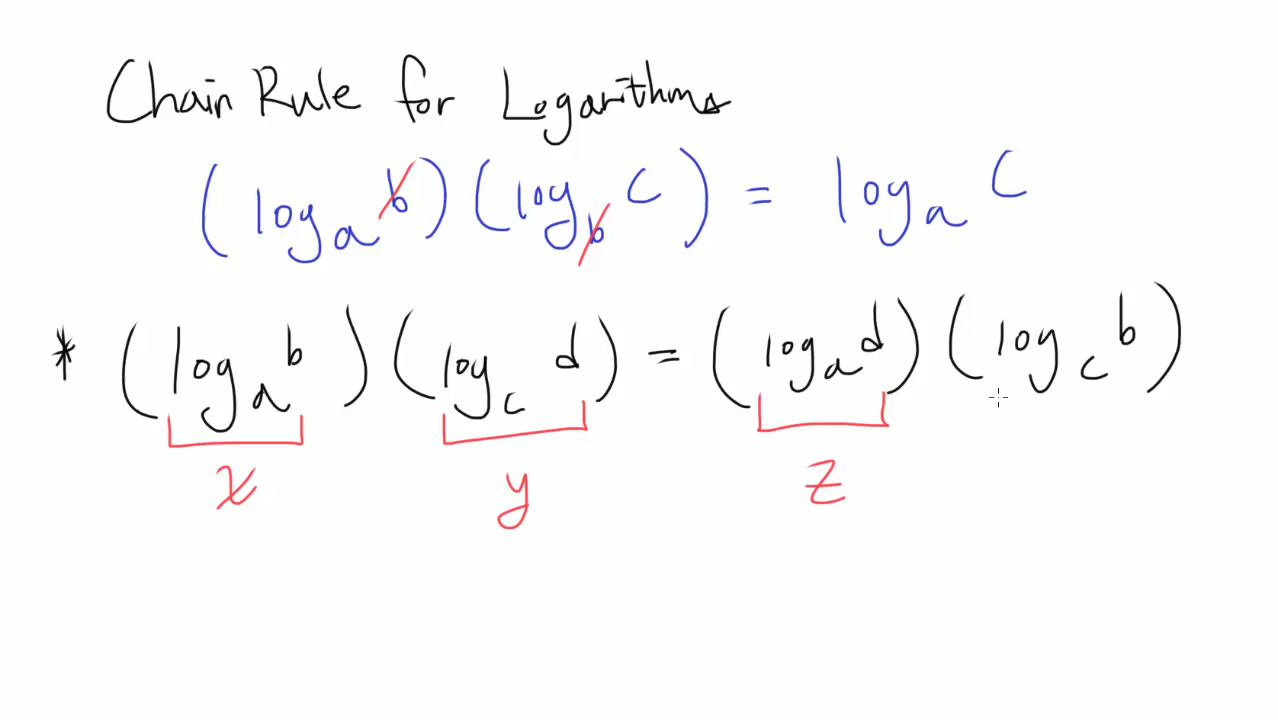 Chain Rule for Logarithms
(log_a b)(log_b c) = log_a c
* (log_a b)(log_c d) = (log_a d)(log_c b)
x y z